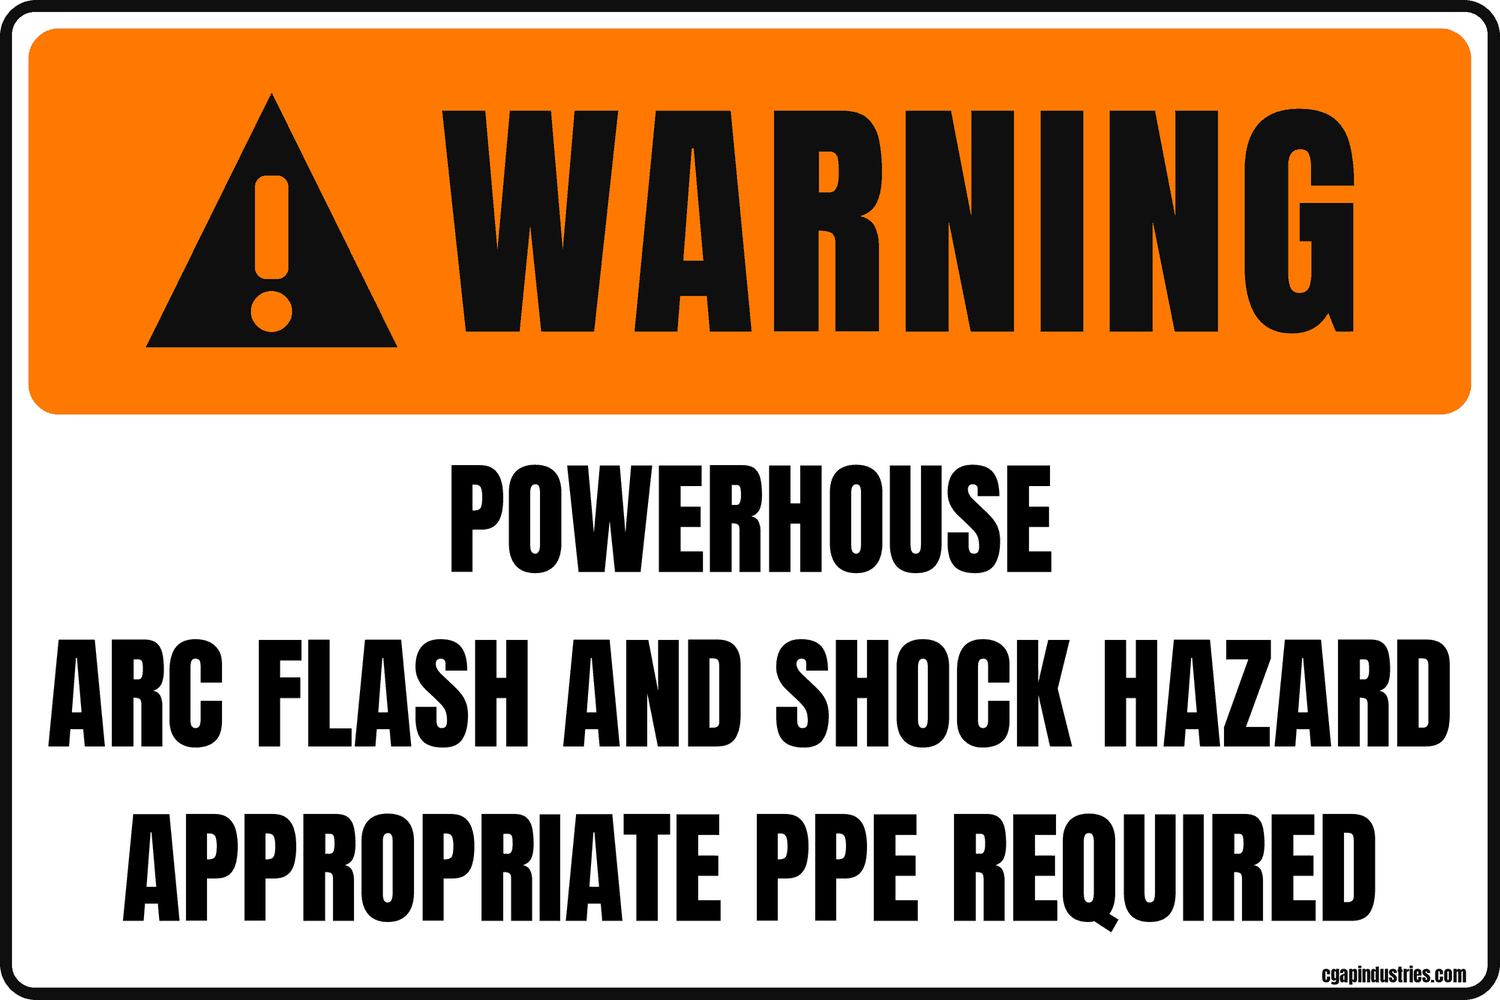 WARNING
POWERHOUSE
ARC FLASH AND SHOCK HAZARD
APPROPRIATE PPE REQUIRED
cgapindustries.com